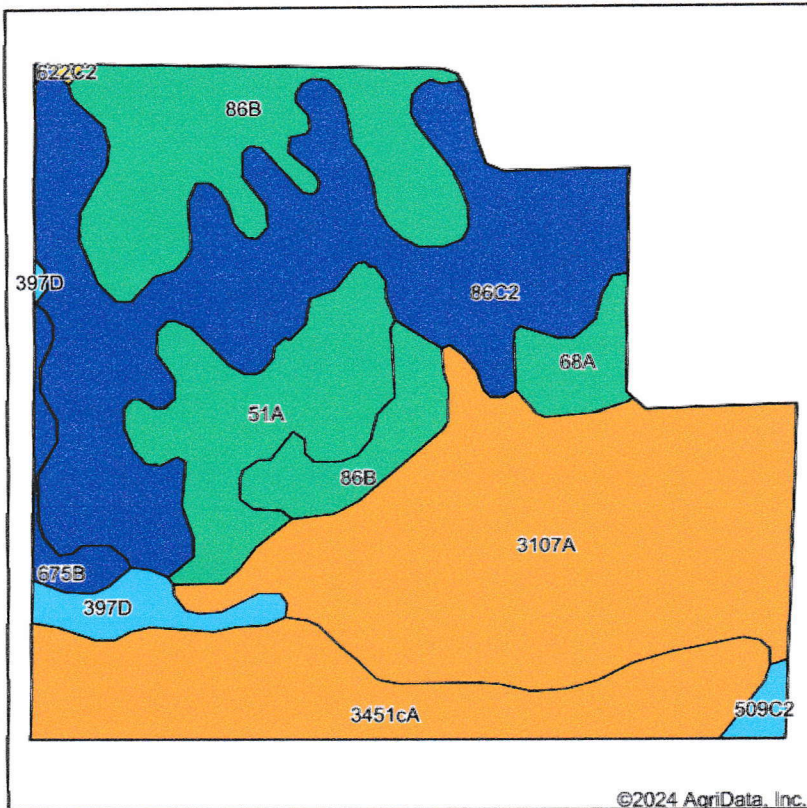 622C2
86B
397D
86C2
68A
51A
86B
3107A
675B
397D
3451cA
509C2
©2024 AgriData, Inc.